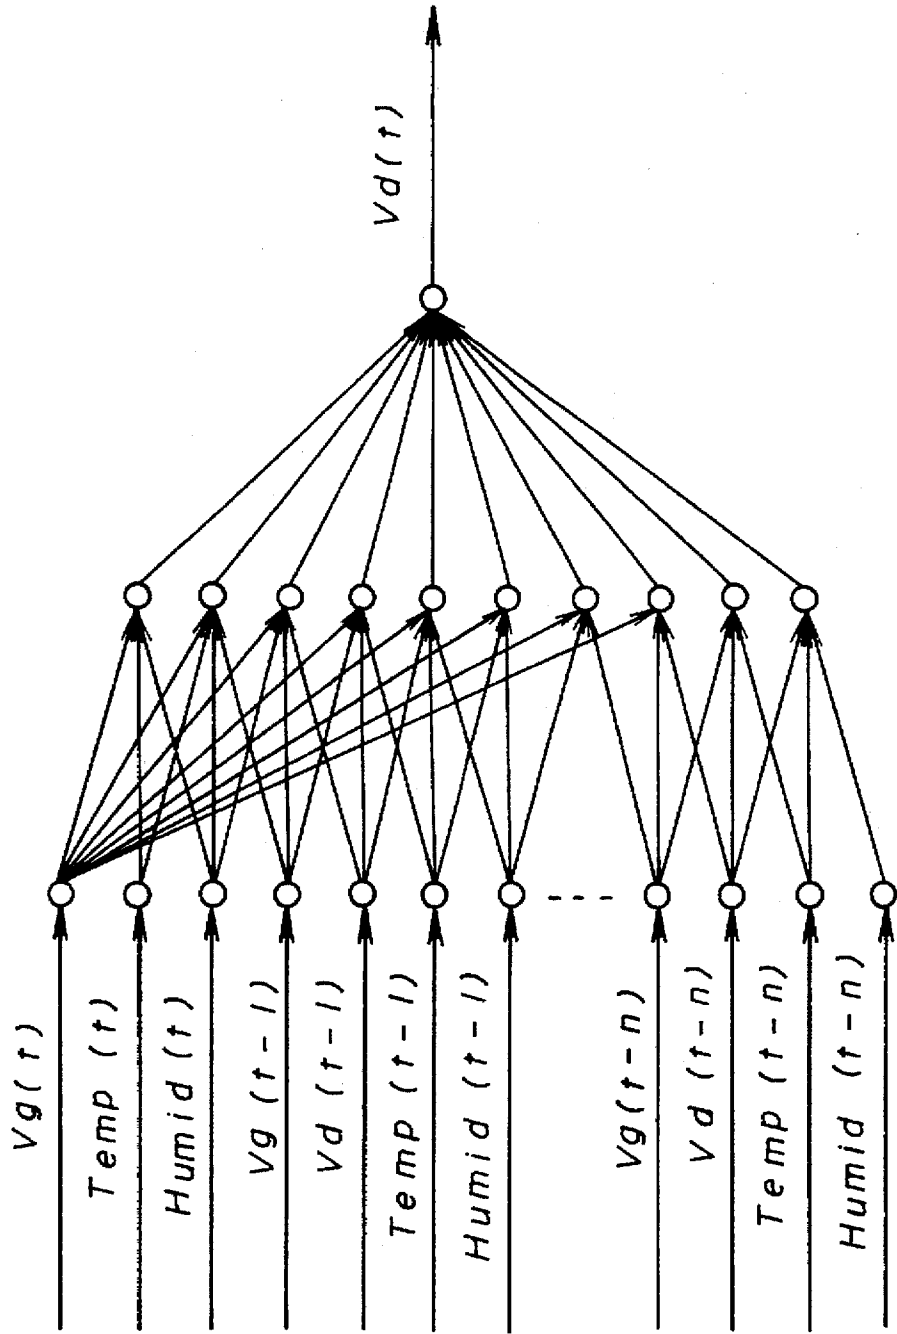 Vd(t)
Vg(t)
Temp (t)
Humid(t)
Vg (t-1)
Vd (t-1)
Temp(t-1)
Humid (t-1)
Vg(t-n)
Vd (t-n)
Temp (t-n)
Humid (t-n)